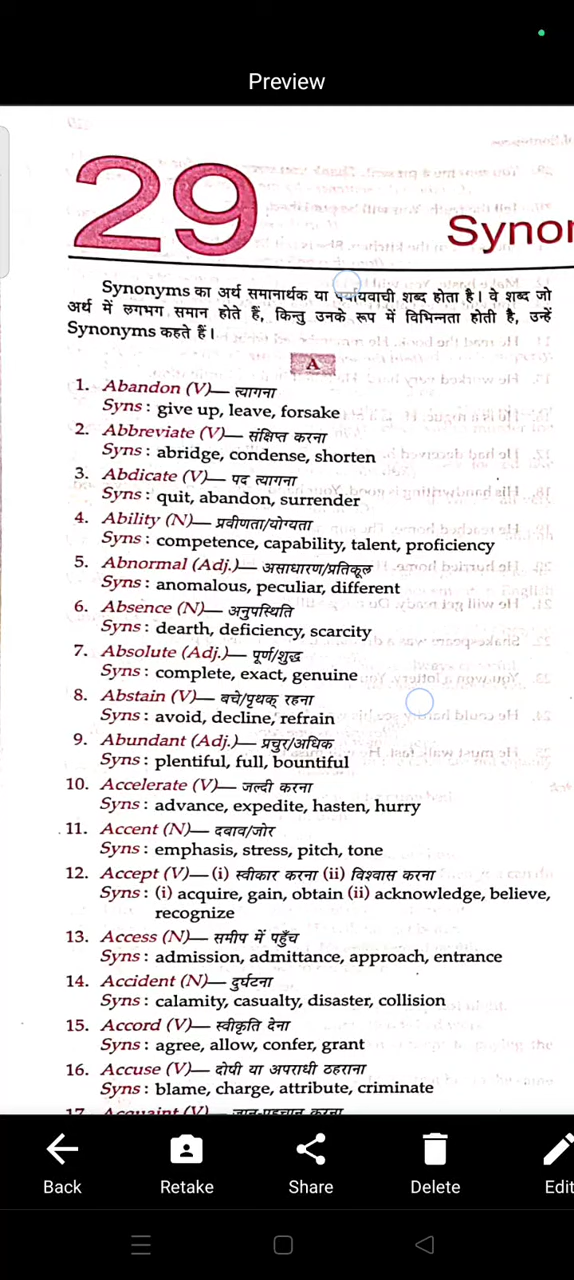 Preview
29
Synon
Synonyms का अर्थ समानार्थक या पर्यायवाची शब्द होता है। वे शब्द जो
अर्थ में लगभग समान होते हैं, किन्तु उनके रूप में विभिन्नता होती है, उन्हें
Synonyms कहते हैं।
A
1. Abandon (V)— त्यागना
Syns : give up, leave, forsake
2. Abbreviate (V)— संक्षिप्त करना
Syns : abridge, condense, shorten
3. Abdicate (V)— पद त्यागना
Syns : quit, abandon, surrender
4. Ability (N)— प्रवीणता/योग्यता
Syns : competence, capability, talent, proficiency
5. Abnormal (Adj.)— असाधारण/प्रतिकूल
Syns : anomalous, peculiar, different
6. Absence (N)— अनुपस्थिति
Syns : dearth, deficiency, scarcity
7. Absolute (Adj.)— पूर्ण/शुद्ध
Syns : complete, exact, genuine
8. Abstain (V)— बचे/पृथक् रहना
Syns : avoid, decline, refrain
9. Abundant (Adj.)— प्रचुर/अधिक
Syns : plentiful, full, bountiful
10. Accelerate (V)— जल्दी करना
Syns : advance, expedite, hasten, hurry
11. Accent (N)— दबाव/जोर
Syns : emphasis, stress, pitch, tone
12. Accept (V)— (i) स्वीकार करना (ii) विश्वास करना
Syns : (i) acquire, gain, obtain (ii) acknowledge, believe,
recognize
13. Access (N)— समीप में पहुँच
Syns : admission, admittance, approach, entrance
14. Accident (N)— दुर्घटना
Syns : calamity, casualty, disaster, collision
15. Accord (V)— स्वीकृति देना
Syns : agree, allow, confer, grant
16. Accuse (V)— दोषी या अपराधी ठहराना
Syns : blame, charge, attribute, criminate
17. Acquaint (V)— जान-पहचान करना
Back Retake Share Delete Edit